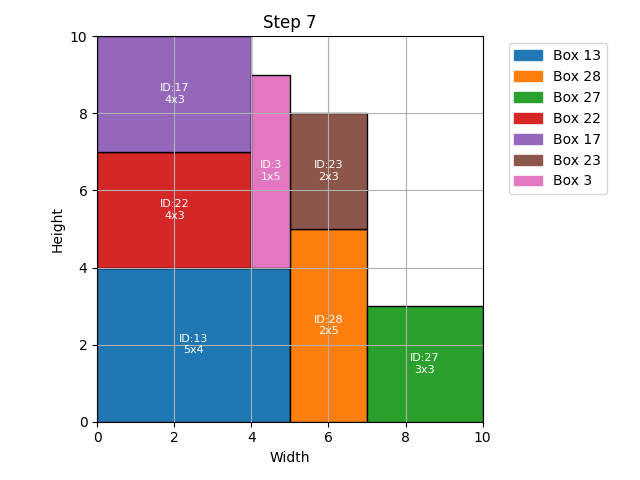 Step 7
10
8
6
4
2
0
Height
ID:17
4x3
ID:22
4x3
ID:3
1x5
ID:23
2x3
ID:13
5x4
ID:28
2x5
ID:27
3x3
0
2
4
6
8
10
Width
Box 13
Box 28
Box 27
Box 22
Box 17
Box 23
Box 3